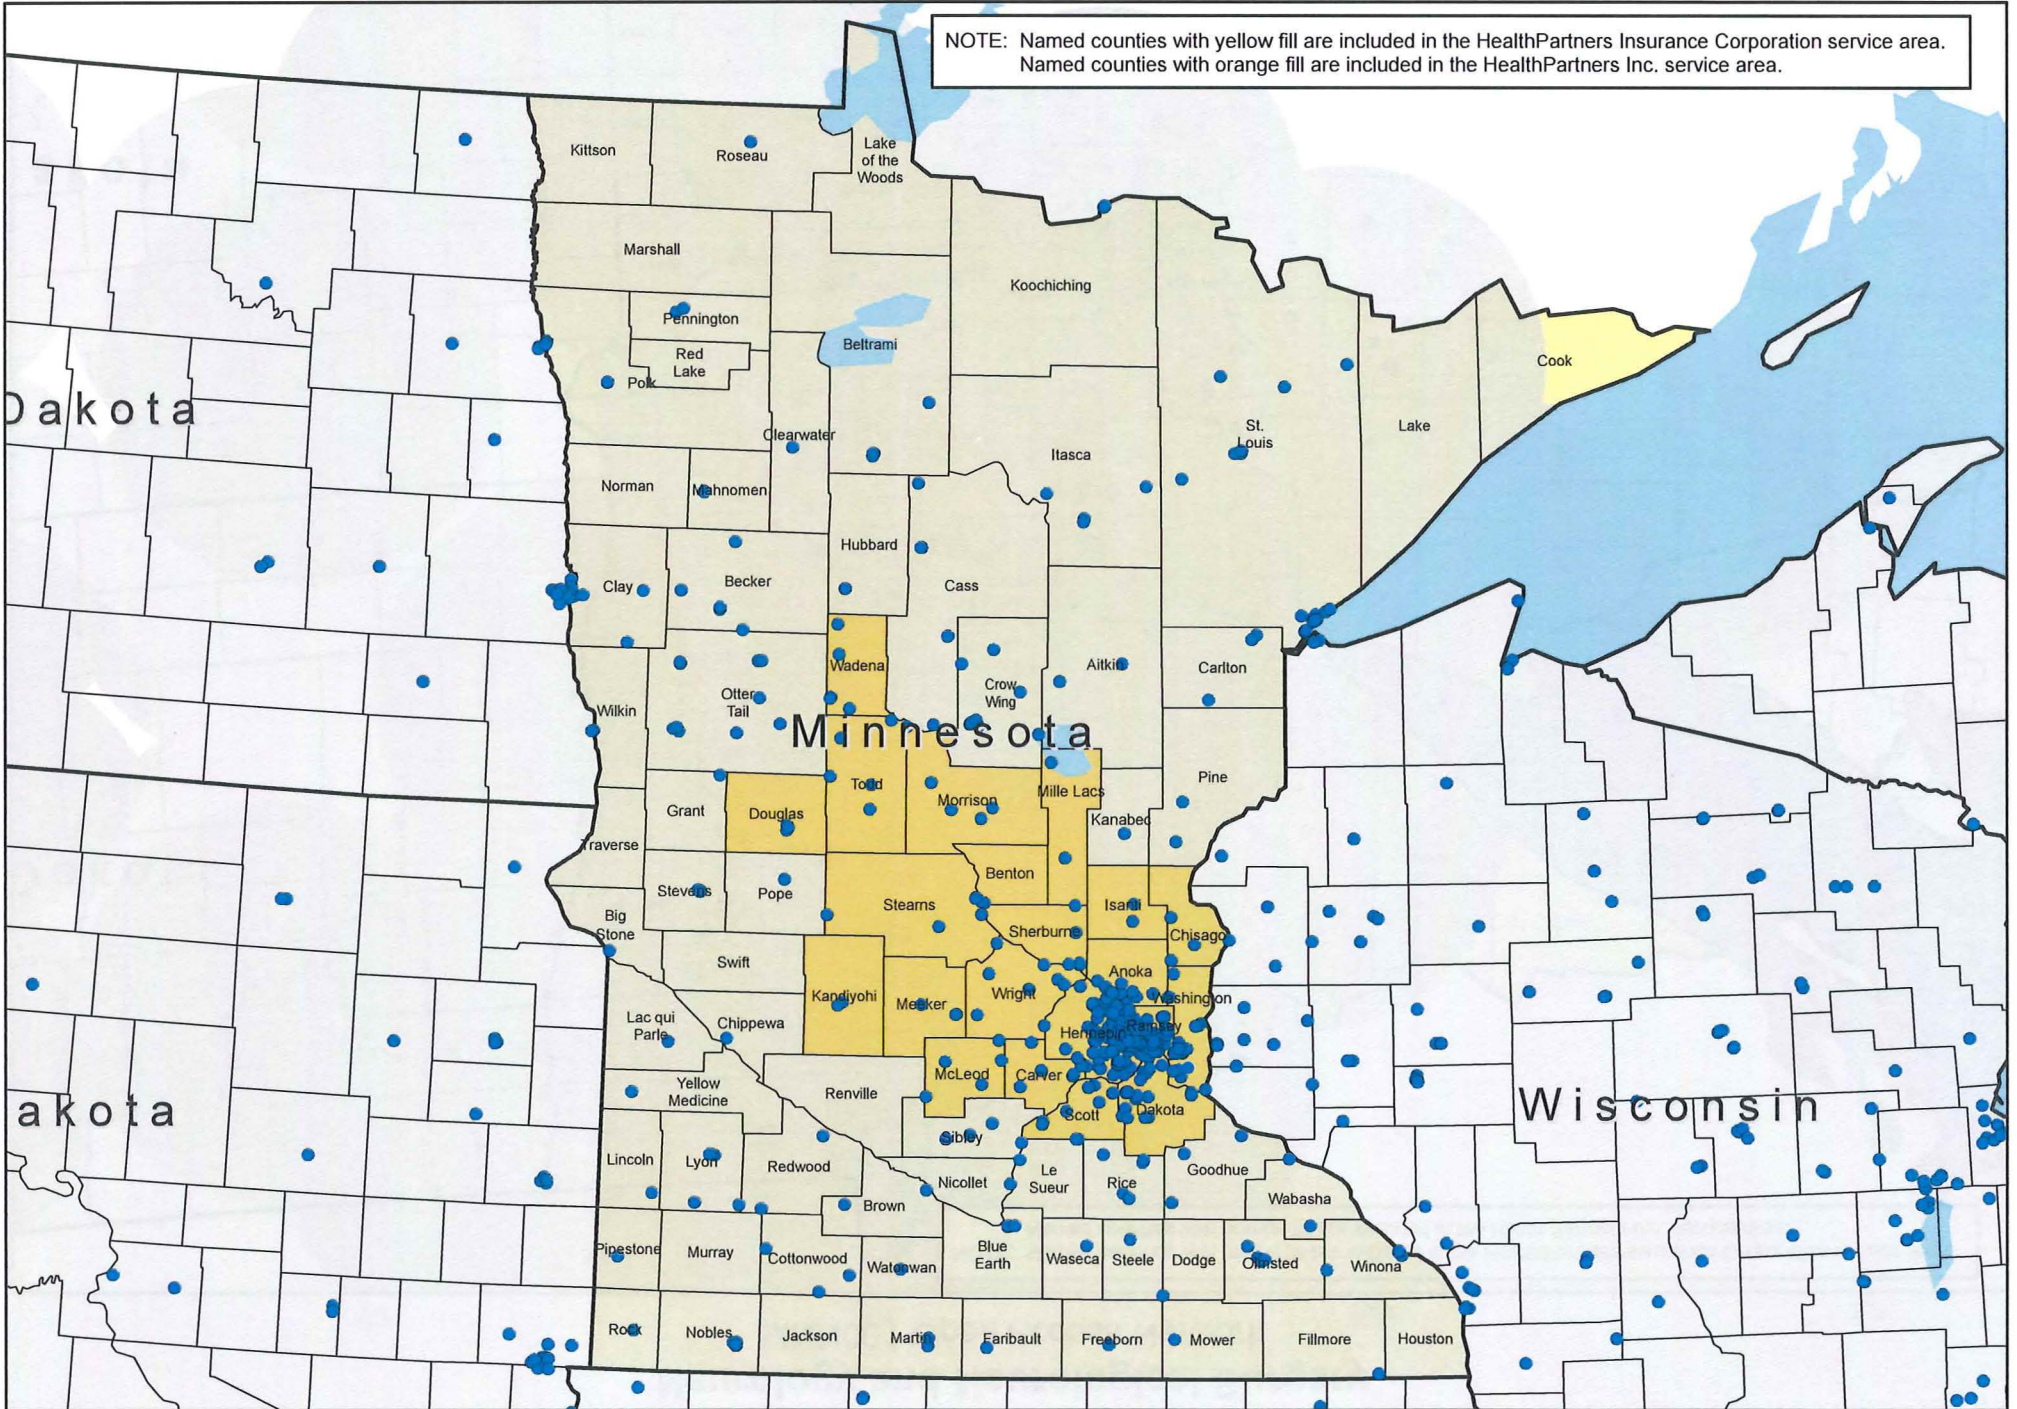 NOTE: Named counties with yellow fill are included in the HealthPartners Insurance Corporation service area.
Named counties with orange fill are included in the HealthPartners Inc. service area.
Kittson
Roseau
Lake
of the
Woods
Marshall
Koochiching
Pennington
Beltrami
Red
Lake
Cook
Polk
Dakota
St.
Louis
Lake
Clearwater
Itasca
Norman
Mahnomen
Hubbard
Clay
Becker
Cass
Wadena
Aitkin
Carlton
Crow
Wing
Otter
Tail
Wilkin
Minnesota
Pine
Todd
Mille Lacs
Morrison
Grant
Douglas
Kanabec
Traverse
Benton
Stevens
Pope
Stearns
Isanti
Big
Stone
Sherburne
Chisago
Swift
Anoka
Kandiyohi
Wright
Washington
Meeker
Lac qui
Parle
Chippewa
Ramsey
Hennepin
McLeod
Carver
Yellow
Medicine
Renville
Wisconsin
akota
Dakota
Scott
Sibley
Lincoln
Lyon
Redwood
Le
Sueur
Goodhue
Nicollet
Rice
Brown
Wabasha
Pipestone
Murray
Cottonwood
Blue
Earth
Waseca
Steele
Dodge
Olmsted
Winona
Watonwan
Rock
Nobles
Jackson
Martin
Faribault
Freeborn
Mower
Fillmore
Houston